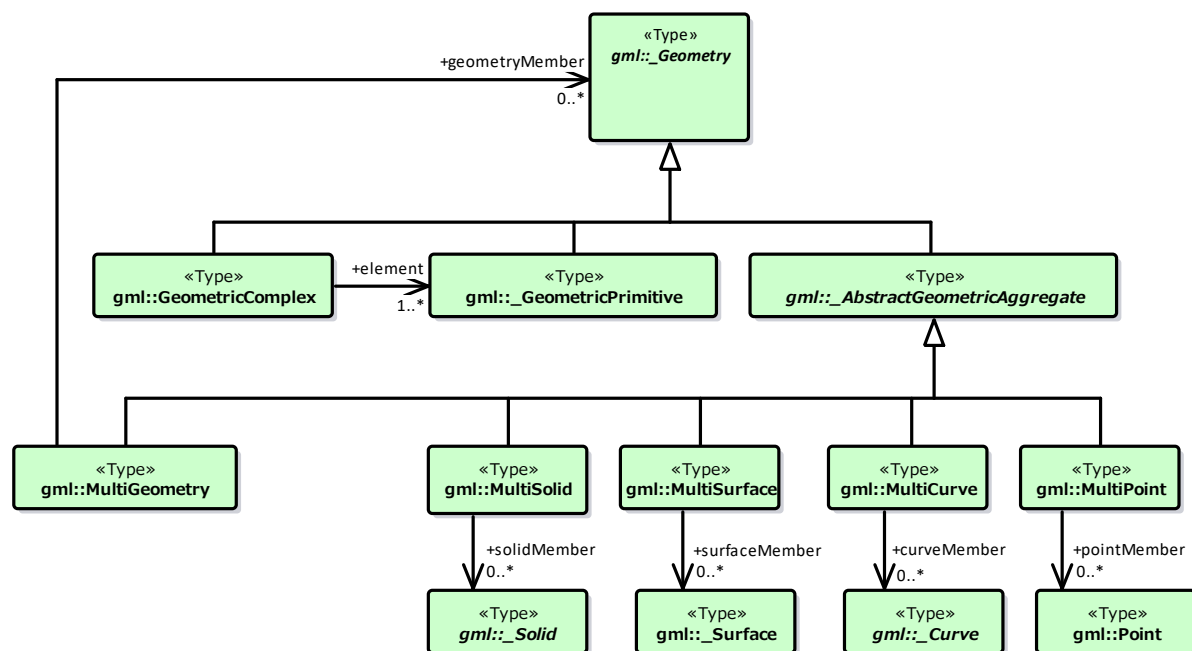 «Type»
gml::_Geometry
+geometryMember
0..*
«Type»
gml::GeometricComplex
+element
1..*
«Type»
gml::_GeometricPrimitive
«Type»
gml::_AbstractGeometricAggregate
«Type»
gml::MultiGeometry
«Type»
gml::MultiSolid
«Type»
gml::MultiSurface
«Type»
gml::MultiCurve
«Type»
gml::MultiPoint
+solidMember
0..*
+surfaceMember
0..*
+curveMember
0..*
+pointMember
0..*
«Type»
gml::_Solid
«Type»
gml::_Surface
«Type»
gml::_Curve
«Type»
gml::Point